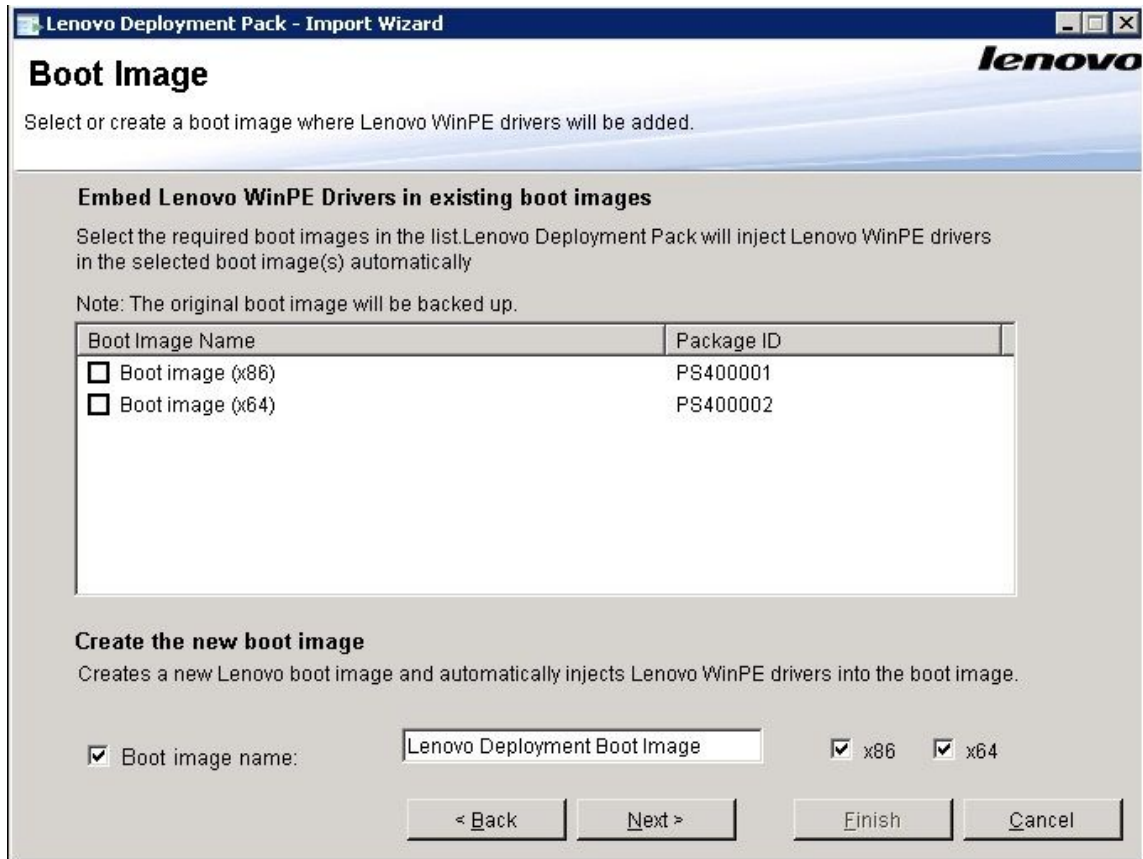 Lenovo Deployment Pack - Import Wizard
lenovo
Boot Image
Select or create a boot image where Lenovo WinPE drivers will be added.
Embed Lenovo WinPE Drivers in existing boot images
Select the required boot images in the list.Lenovo Deployment Pack will inject Lenovo WinPE drivers
in the selected boot image(s) automatically
Note: The original boot image will be backed up.
Boot Image Name Package ID
Boot image (x86) PS400001
Boot image (x64) PS400002
Create the new boot image
Creates a new Lenovo boot image and automatically injects Lenovo WinPE drivers into the boot image.
Boot image name: Lenovo Deployment Boot Image x86 x64
< Back Next > Finish Cancel